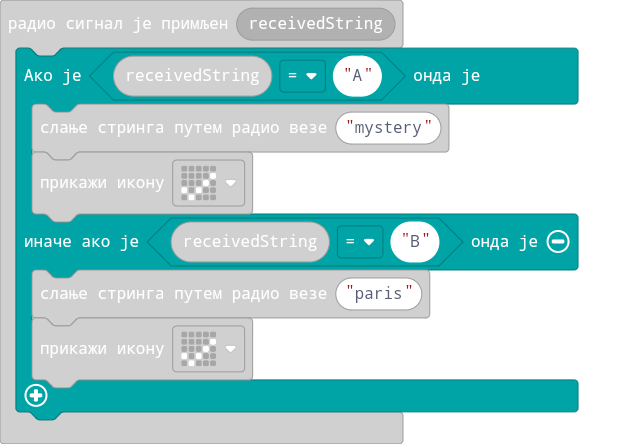 радио сигнал је примљен receivedString
Ако је receivedString = "A" онда је
слање стринга путем радио везе "mystery"
прикажи икону
иначе ако је receivedString = "B" онда је
слање стринга путем радио везе "paris"
прикажи икону